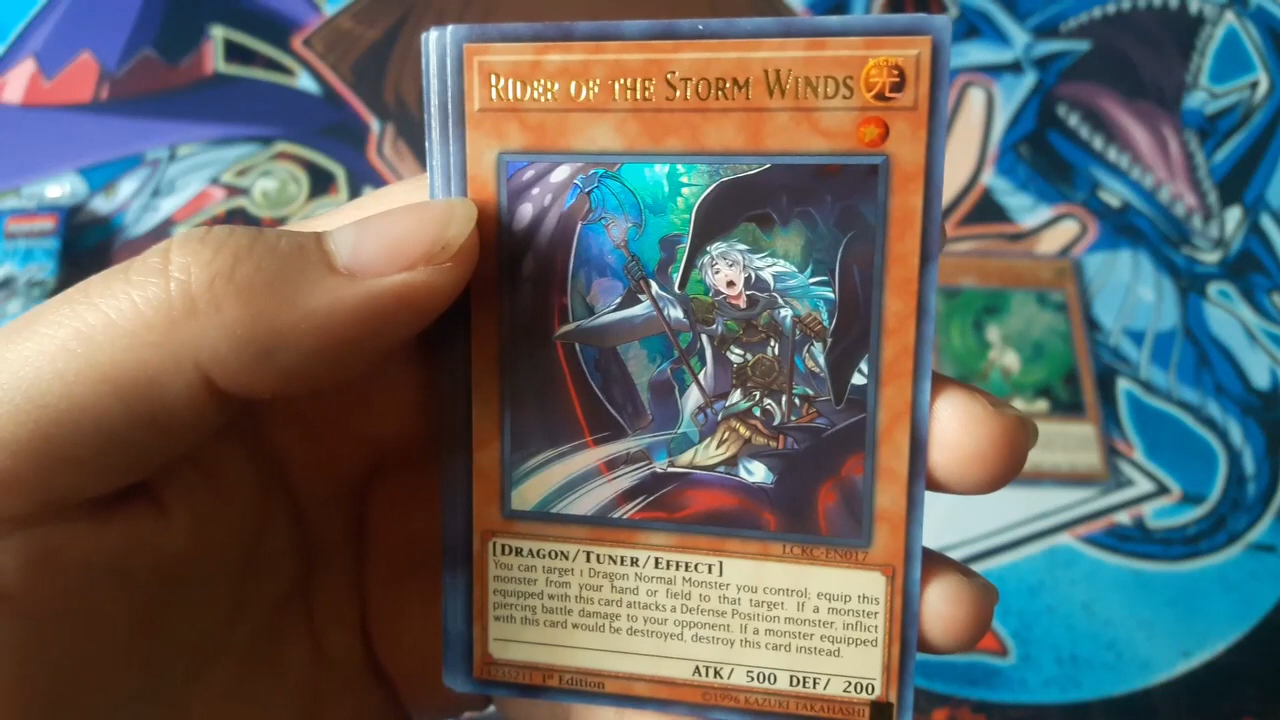 RIDER OF THE STORM WINDS
LIGHT
光
LCKC-EN017
[DRAGON/TUNER/EFFECT]
You can target 1 Dragon Normal Monster you control; equip this
monster from your hand or field to that target. If a monster
equipped with this card attacks a Defense Position monster, inflict
piercing battle damage to your opponent. If a monster equipped
with this card would be destroyed, destroy this card instead.
ATK/ 500 DEF/ 200
14235211 1st Edition
©1996 KAZUKI TAKAHASHI